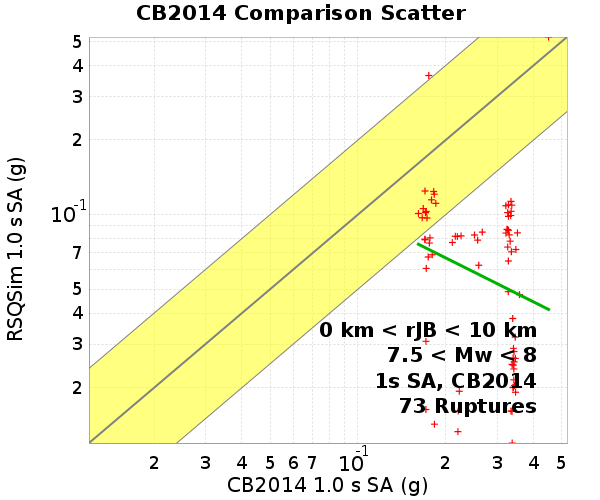 CB2014 Comparison Scatter
RSQSim 1.0 s SA (g)
5
4
3
2
10-1
7
5
4
3
2
0 km < rJB < 10 km
7.5 < Mw < 8
1s SA, CB2014
73 Ruptures
2 3 4 5 6 7 10-1 2 3 4 5
CB2014 1.0 s SA (g)